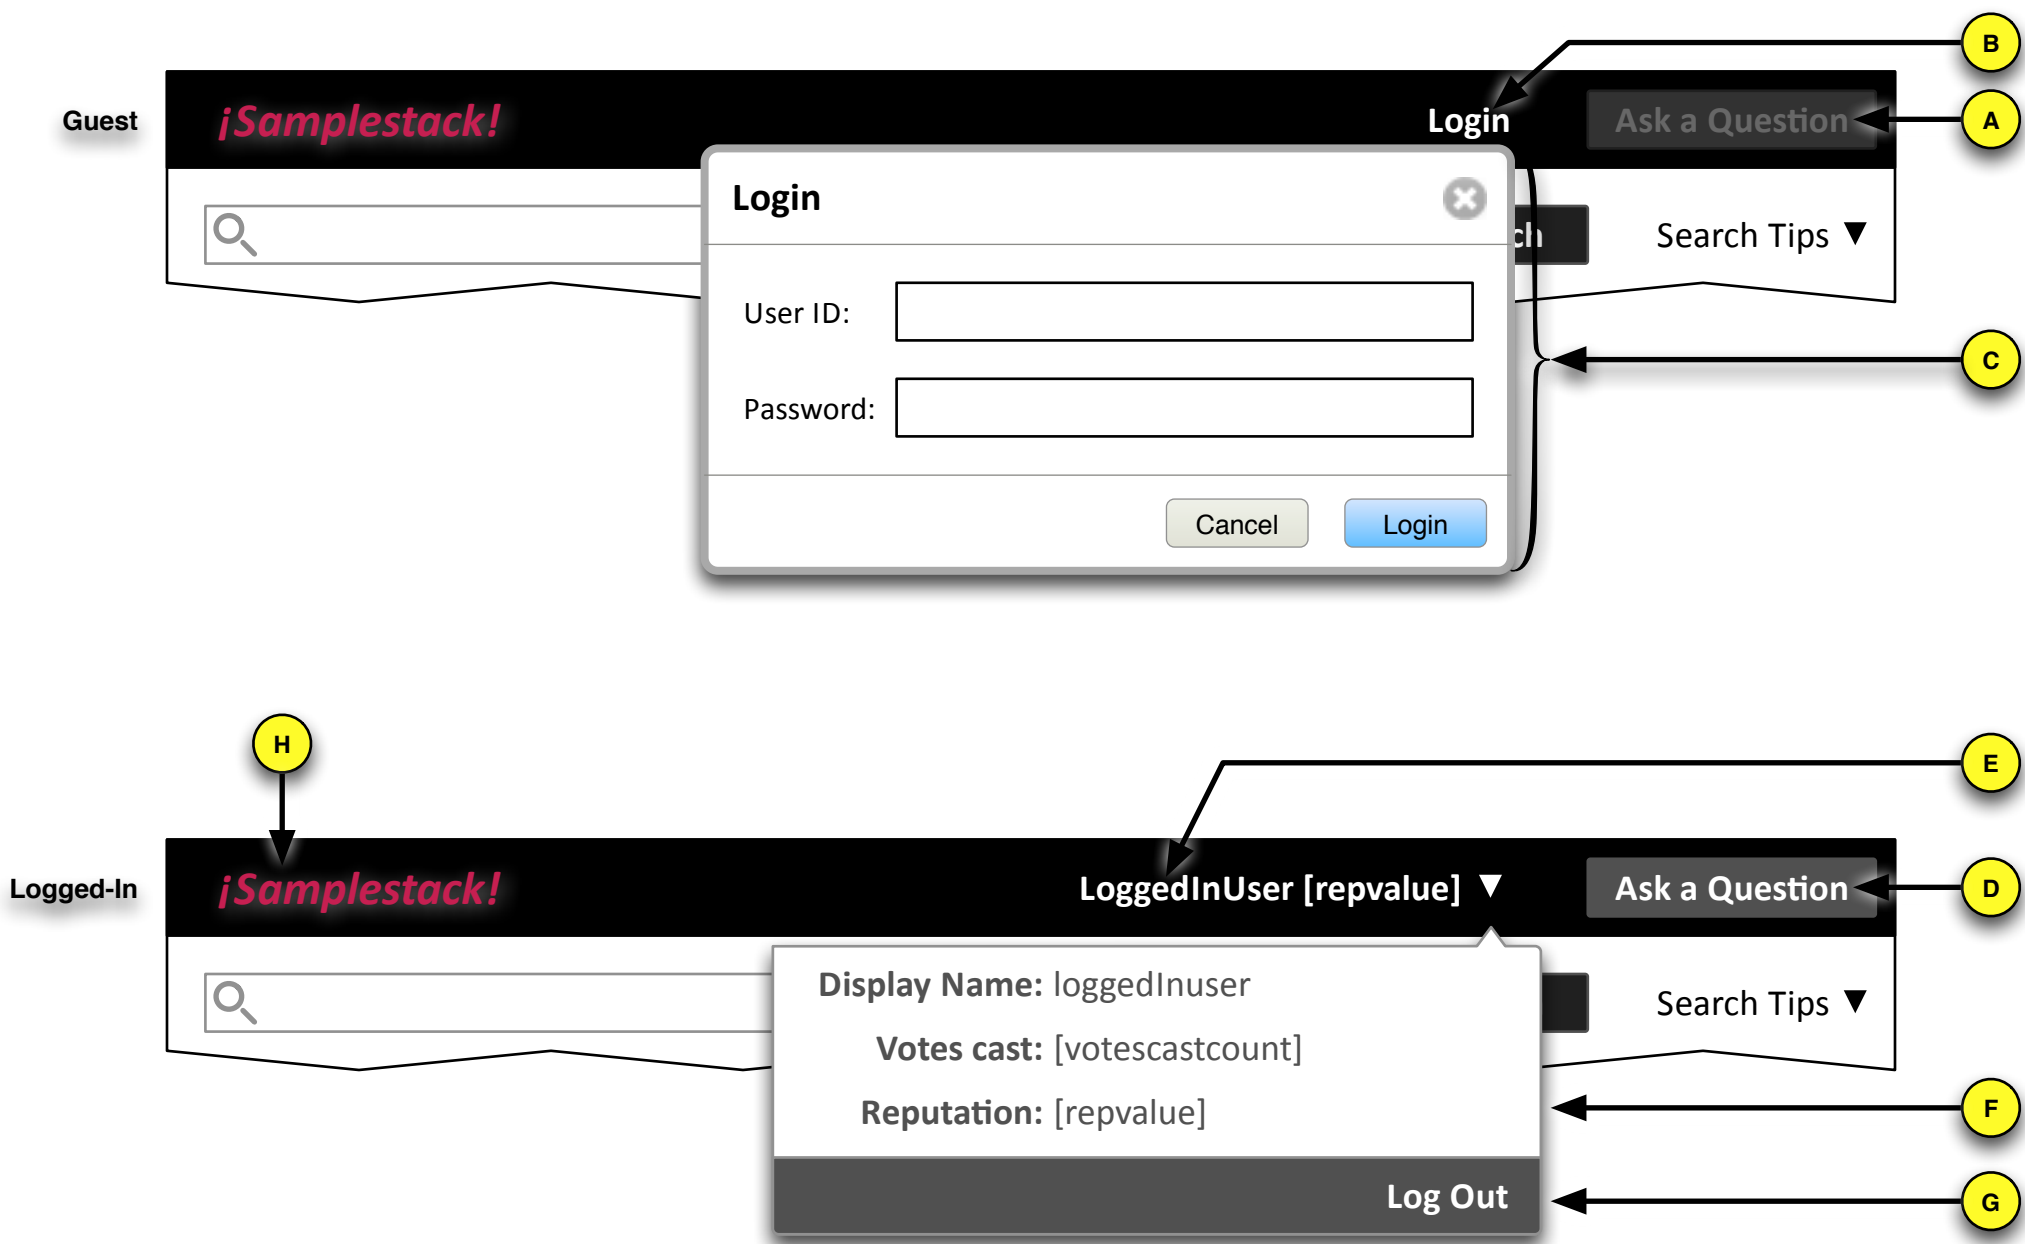 B
Guest
¡Samplestack!
Login
Ask a Question
A
Login
ch
Search Tips ▼
User ID:
C
Password:
Cancel
Login
H
E
Logged-In
¡Samplestack!
LoggedInUser [repvalue] ▼
Ask a Question
D
Display Name: loggedInuser
Search Tips ▼
Votes cast: [votescastcount]
Reputation: [repvalue]
F
Log Out
G